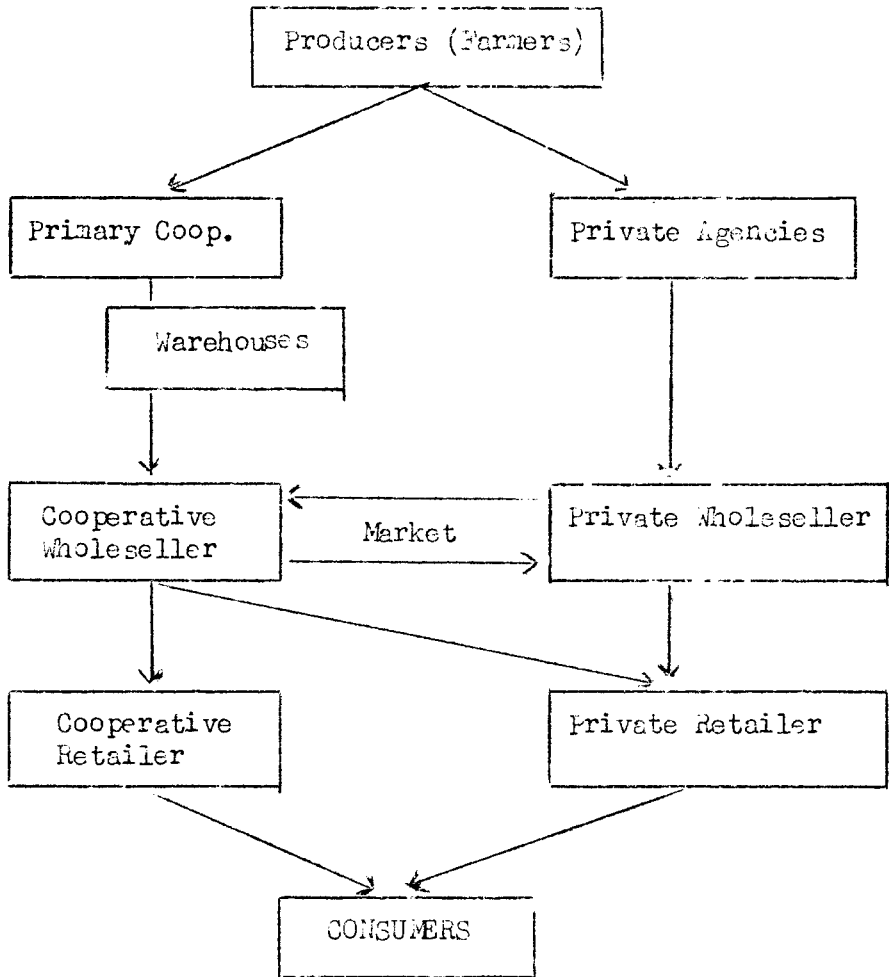 Producers (Farmers)
Primary Coop.
Private Agencies
Warehouses
Cooperative
Wholeseller
Market
Private Wholeseller
Cooperative
Retailer
Private Retailer
CONSUMERS